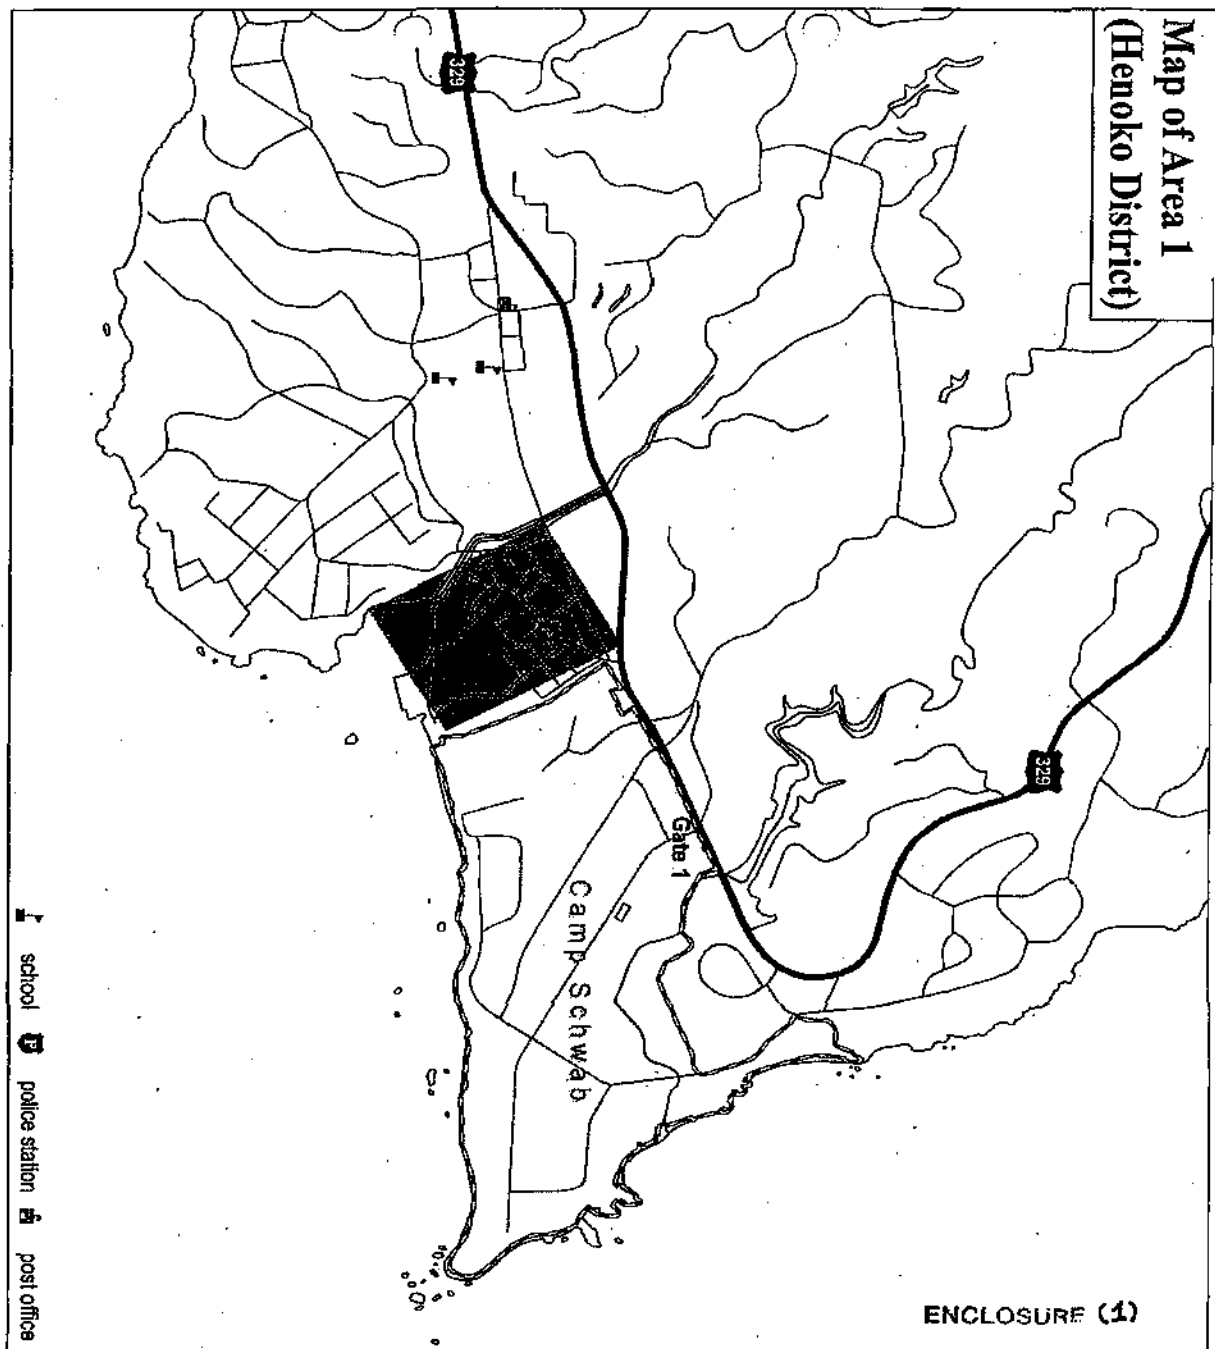 Map of Area 1
(Henoko District)
329
329
Gate 1
Camp Schwab
school
P
police station
post office
ENCLOSURE (1)